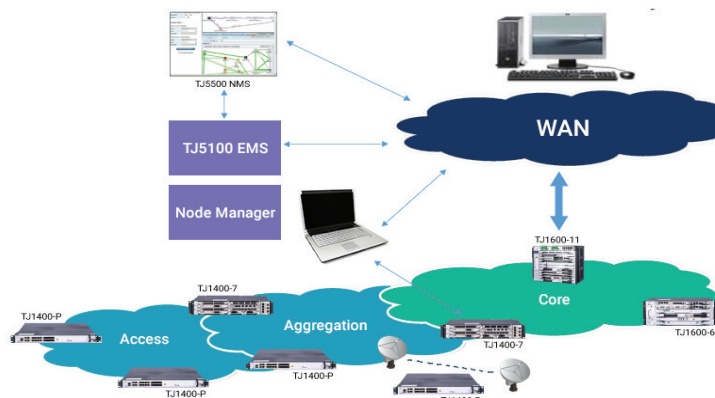 TJ5500 NMS
WAN
TJ5100 EMS
Node Manager
TJ1600-11
TJ1400-7
Core
TJ1400-P
Aggregation
Access
TJ1600-6
TJ1400-7
TJ1400-P
TJ1400-P